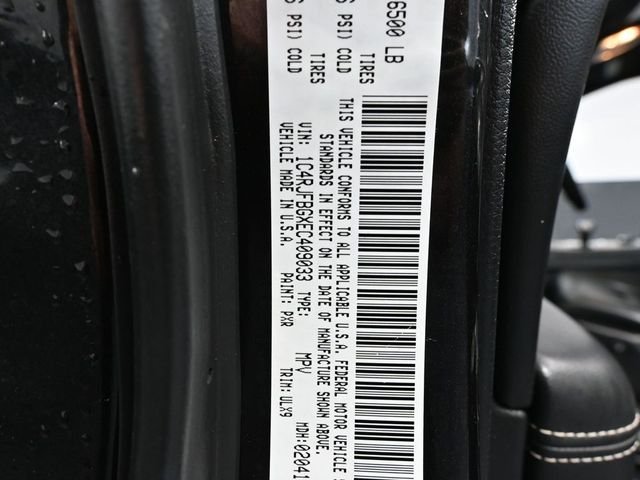 6500 LB
TIRES TIRES
S PSI) COLD S PSI) COLD
THIS VEHICLE CONFORMS TO ALL APPLICABLE U.S.A. FEDERAL MOTOR VEHICLE S
STANDARDS IN EFFECT ON THE DATE OF MANUFACTURE SHOWN ABOVE.
VIN: 1C4RJFBGXEC409033 TYPE: MPV MDH:02041
VEHICLE MADE IN U.S.A. PAINT: PXR TRIM: ULX9